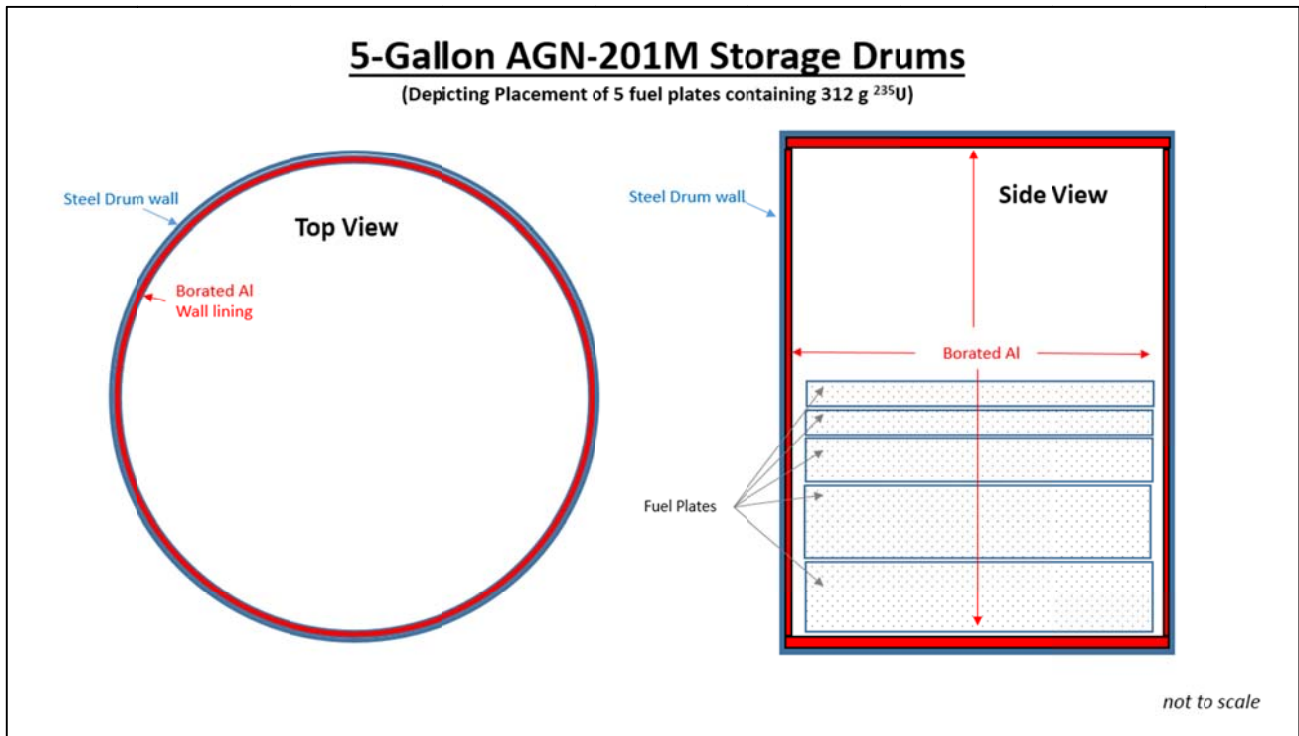 5-Gallon AGN-201M Storage Drums
(Depicting Placement of 5 fuel plates containing 312 g ²³⁵U)
Steel Drum wall
Top View
Borated Al
Wall lining
Steel Drum wall
Side View
Borated Al
Fuel Plates
not to scale